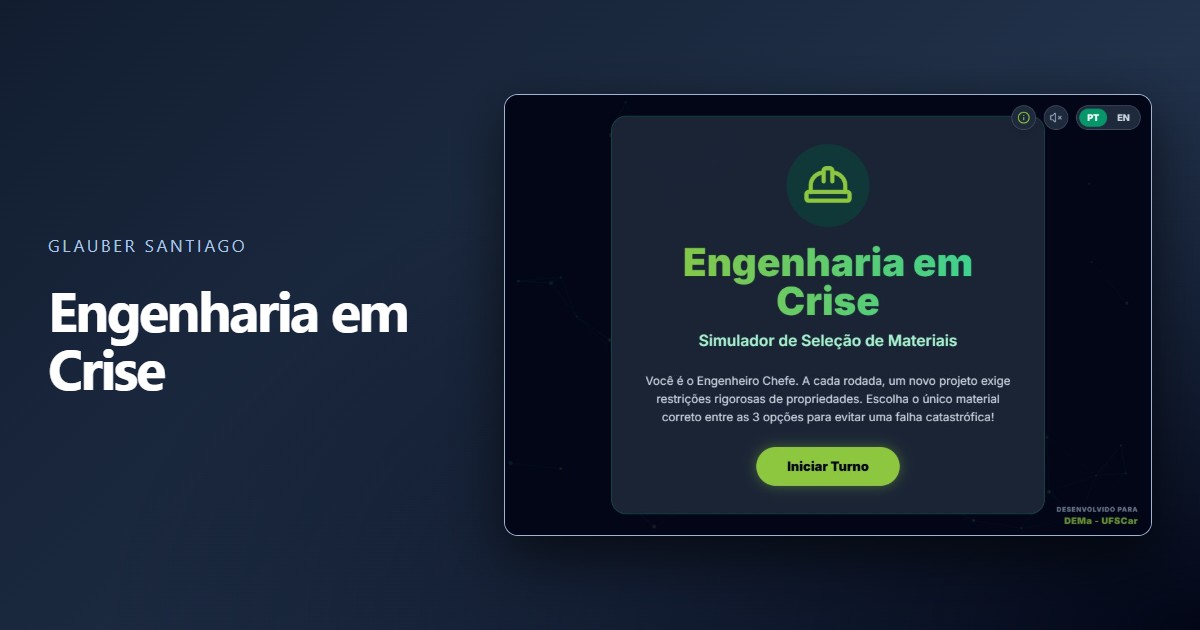 GLAUBER SANTIAGO
Engenharia em
Crise
PT EN
Engenharia em
Crise
Simulador de Seleção de Materiais
Você é o Engenheiro Chefe. A cada rodada, um novo projeto exige
restrições rigorosas de propriedades. Escolha o único material
correto entre as 3 opções para evitar uma falha catastrófica!
Iniciar Turno
DESENVOLVIDO PARA
DEMa - UFSCar